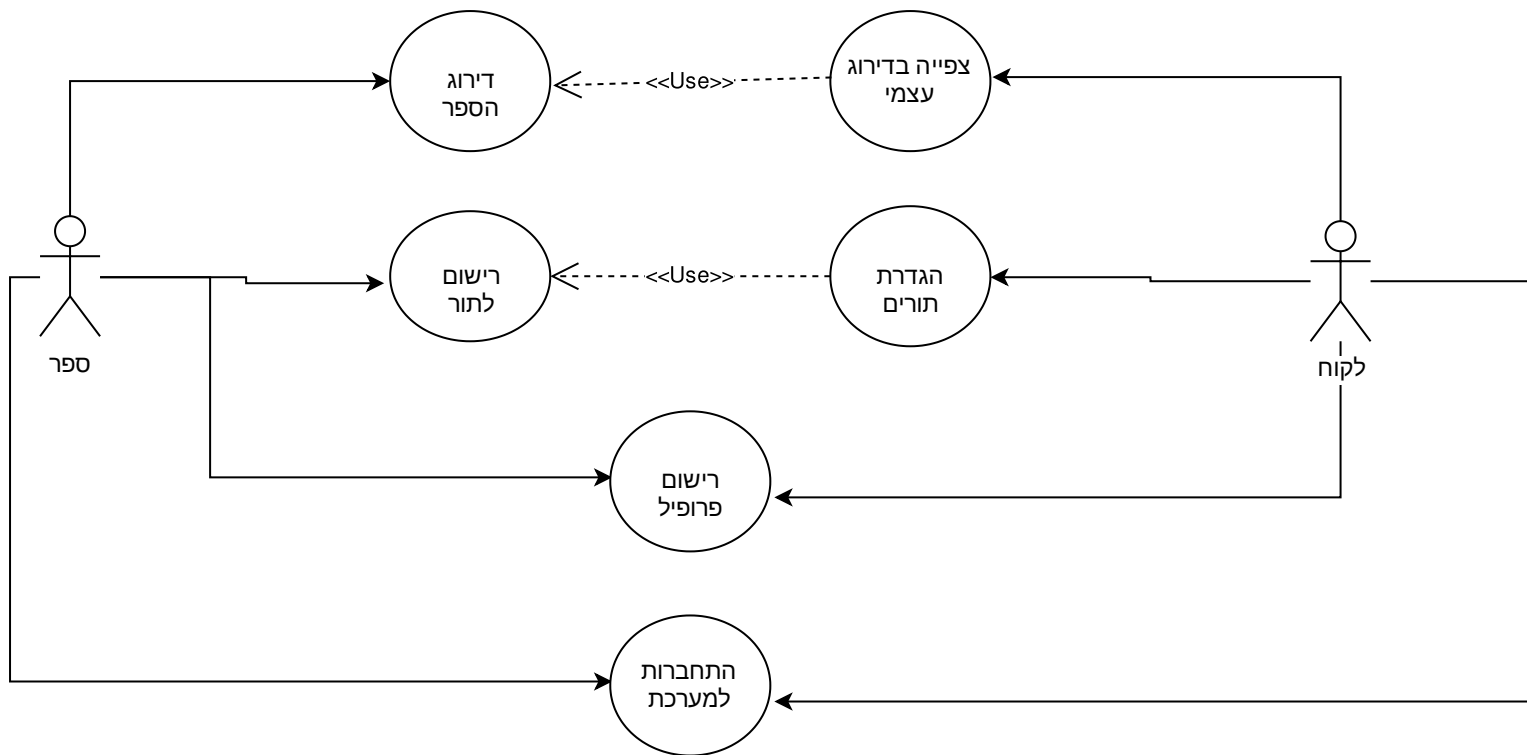 דירוג
הספר
<<Use>>
צפייה בדירוג
עצמי
רישום
לתור
<<Use>>
הגדרת
תורים
ספר
לקוח
רישום
פרופיל
התחברות
למערכת